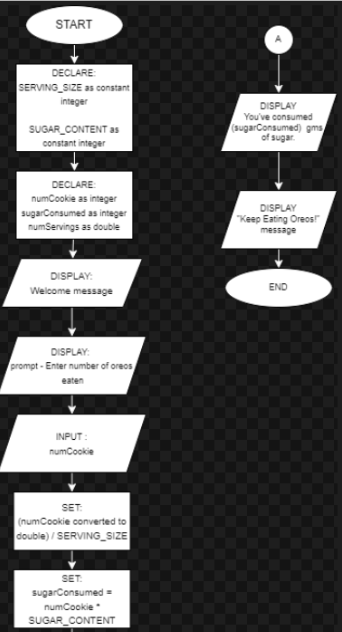 START
DECLARE:
SERVING_SIZE as constant
integer
SUGAR_CONTENT as
constant integer
DECLARE:
numCookie as integer
sugarConsumed as integer
numServings as double
DISPLAY:
Welcome message
DISPLAY:
prompt - Enter number of oreos
eaten
INPUT :
numCookie
SET:
(numCookie converted to
double) / SERVING_SIZE
SET:
sugarConsumed =
numCookie *
SUGAR_CONTENT
A
DISPLAY
You've consumed
(sugarConsumed) gms
of sugar.
DISPLAY
"Keep Eating Oreos!"
message
END